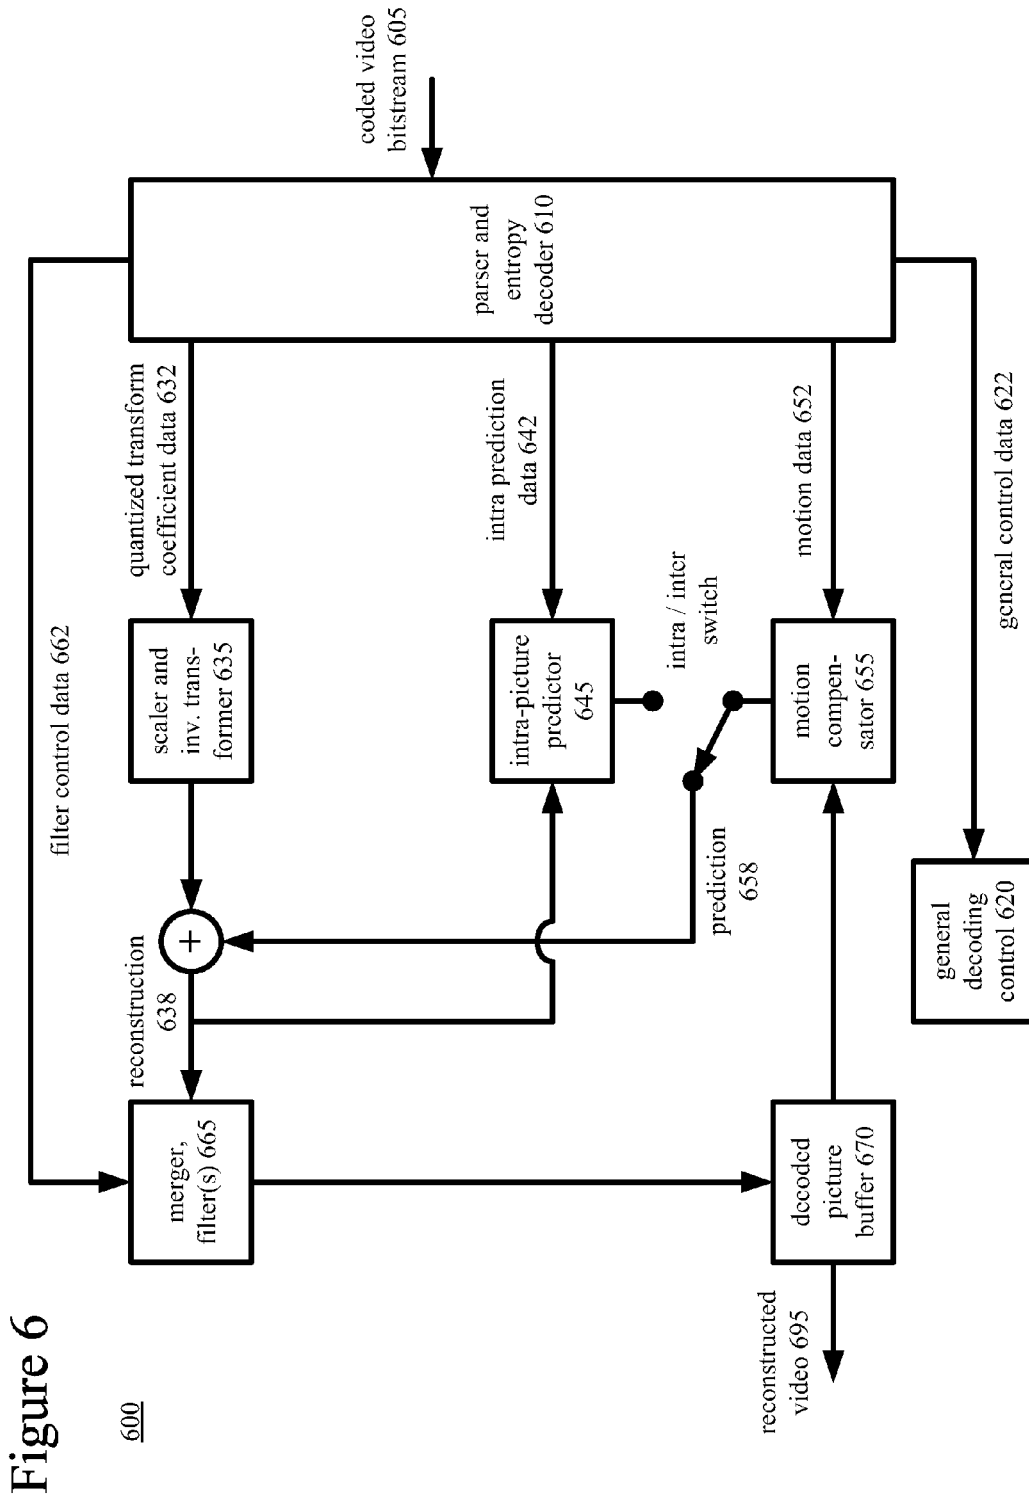 Figure 6
600
coded video
bitstream 605
parser and
entropy
decoder 610
filter control data 662
quantized transform
coefficient data 632
intra prediction
data 642
motion data 652
general control data 622
scaler and
inv. trans-
former 635
intra-picture
predictor
645
intra / inter
switch
motion
compen-
sator 655
+
reconstruction
638
prediction
658
general
decoding
control 620
merger,
filter(s) 665
decoded
picture
buffer 670
reconstructed
video 695